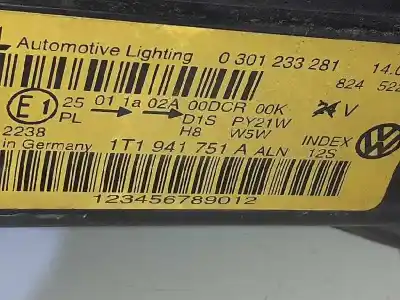 L Automotive Lighting 0 301 233 281 14.0
824 522
E1 25 01 1a 02A 00DCR 00K V
PL D1S PY21W
2238 H8 W5W INDEX
in Germany 1T1 941 751 A ALN 12S
123456789012